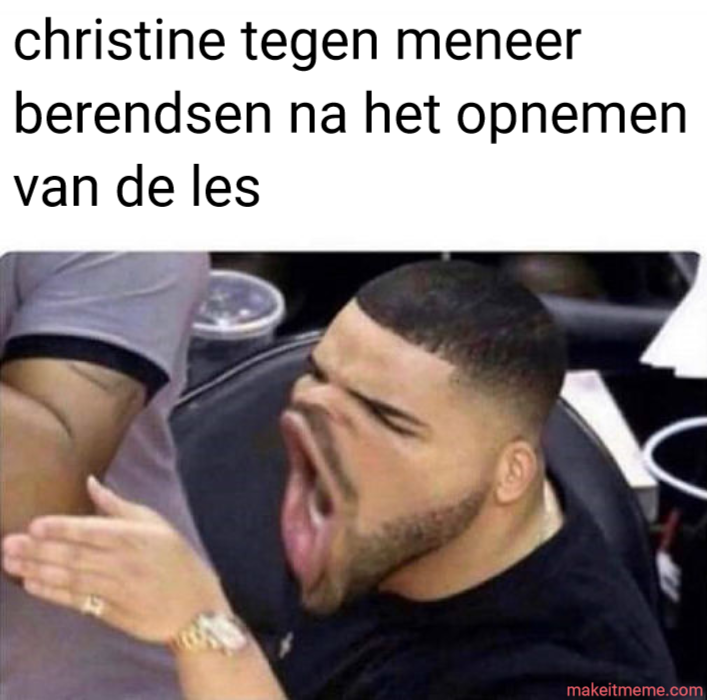 christine tegen meneer
berendsen na het opnemen
van de les
makeitmeme.com